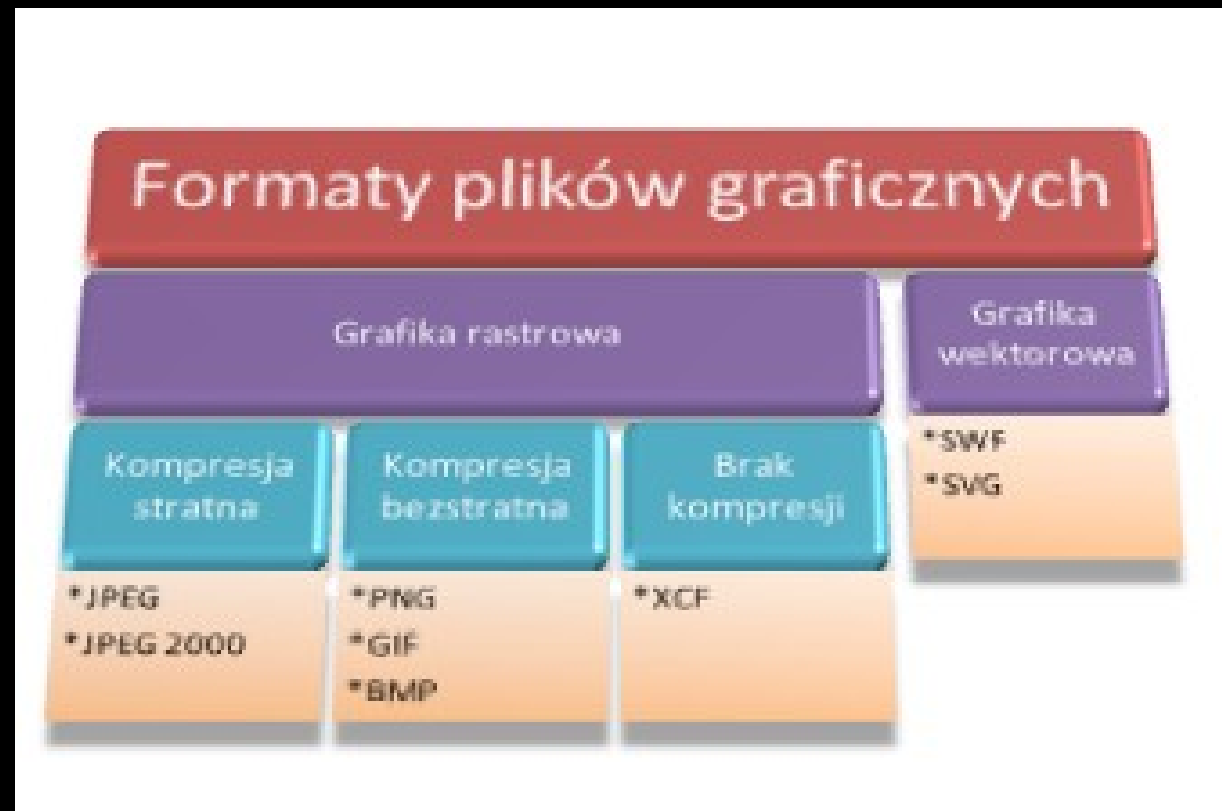 Formaty plików graficznych
Grafika rastrowa
Grafika
wektorowa
*SWF
*SVG
Kompresja
stratna
*JPEG
*JPEG 2000
Kompresja
bezstratna
*PNG
*GIF
*BMP
Brak
kompresji
*XCF